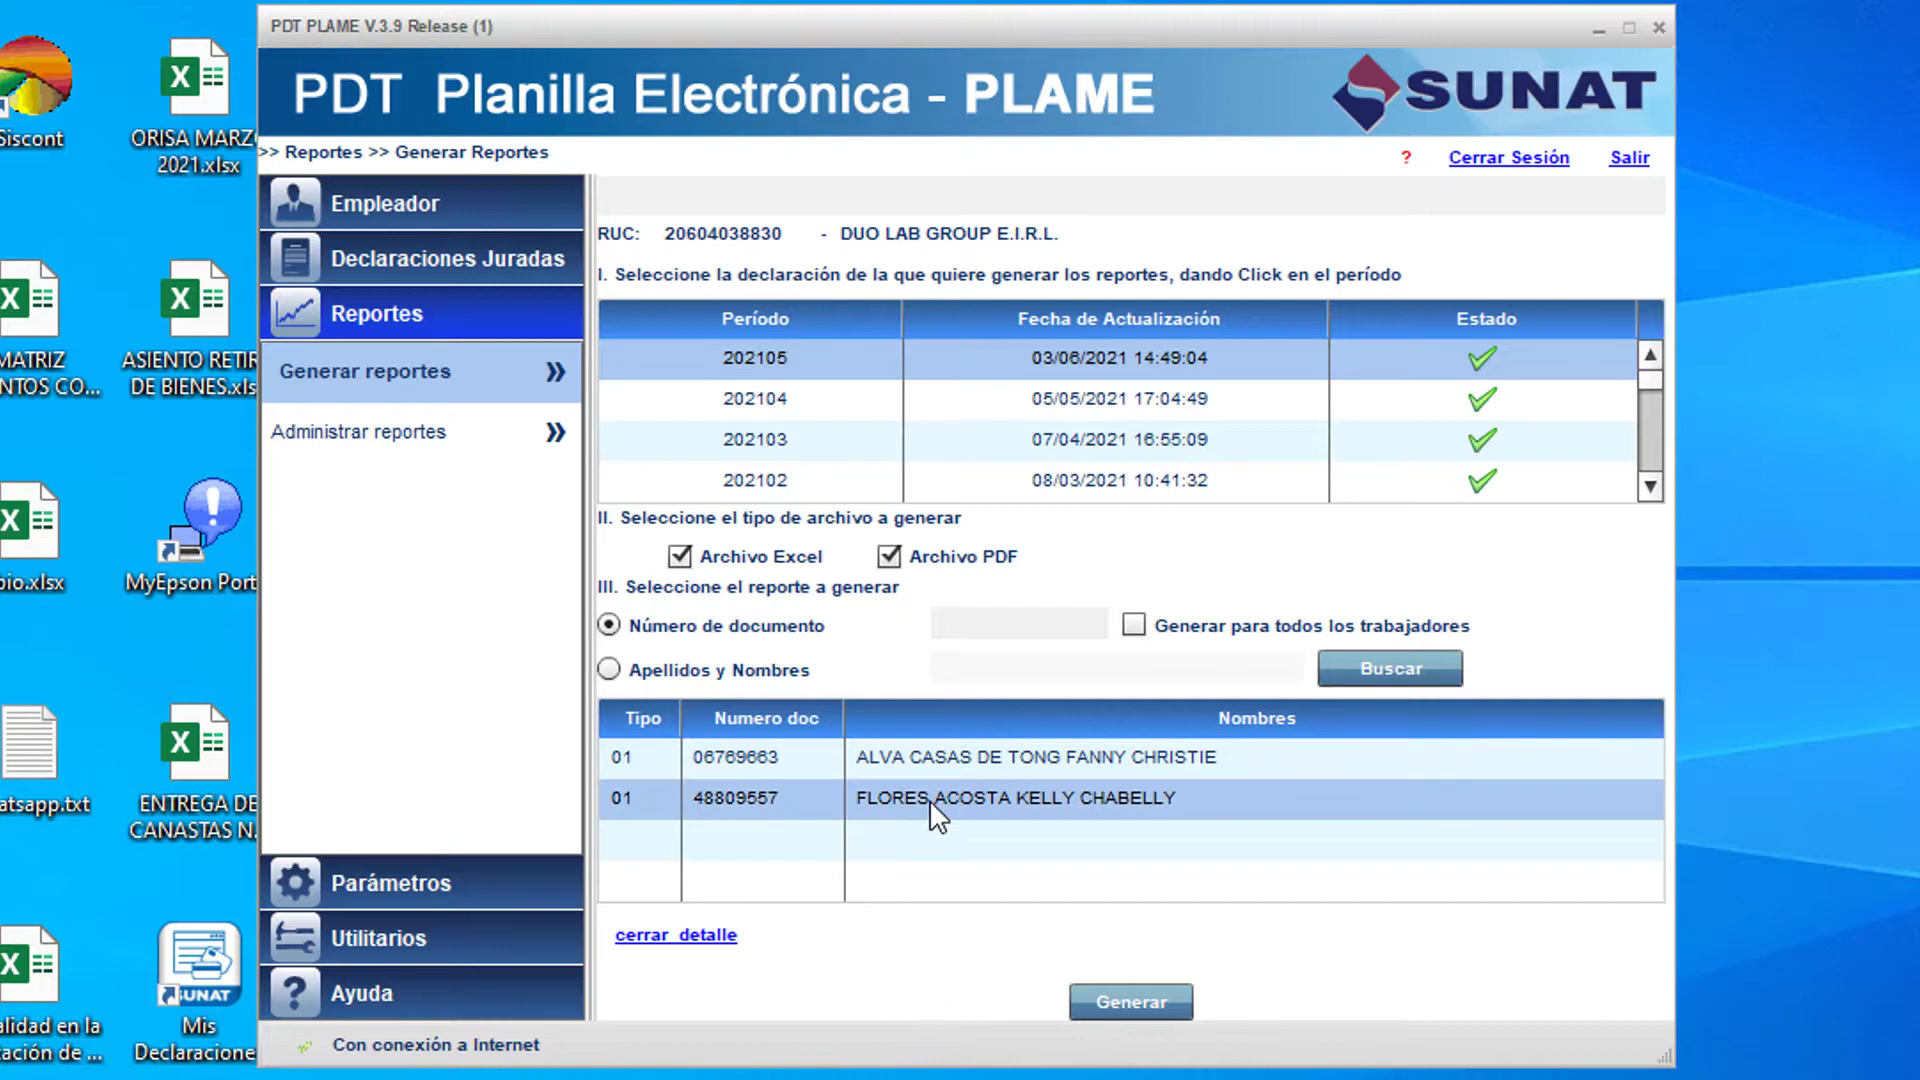 PDT PLAME V.3.9 Release (1)
PDT Planilla Electrónica - PLAME
SUNAT
>> Reportes >> Generar Reportes
? Cerrar Sesión Salir
Siscont
ORISA MARZO
2021.xlsx
MATRIZ
NTOS CO...
ASIENTO RETIR
DE BIENES.xls
bio.xlsx
MyEpson Port
atsapp.txt
ENTREGA DE
CANASTAS N.
alidad en la
tación de ...
SUNAT
Mis
Declaracione
Empleador
Declaraciones Juradas
Reportes
Generar reportes
Administrar reportes
Parámetros
Utilitarios
Ayuda
RUC: 20604038830 - DUO LAB GROUP E.I.R.L.
I. Seleccione la declaración de la que quiere generar los reportes, dando Click en el período
Período Fecha de Actualización Estado
202105 03/06/2021 14:49:04
202104 05/05/2021 17:04:49
202103 07/04/2021 16:55:09
202102 08/03/2021 10:41:32
II. Seleccione el tipo de archivo a generar
Archivo Excel Archivo PDF
III. Seleccione el reporte a generar
Número de documento Generar para todos los trabajadores
Apellidos y Nombres Buscar
Tipo Numero doc Nombres
01 06769663 ALVA CASAS DE TONG FANNY CHRISTIE
01 48809557 FLORES ACOSTA KELLY CHABELLY
cerrar detalle
Generar
Con conexión a Internet